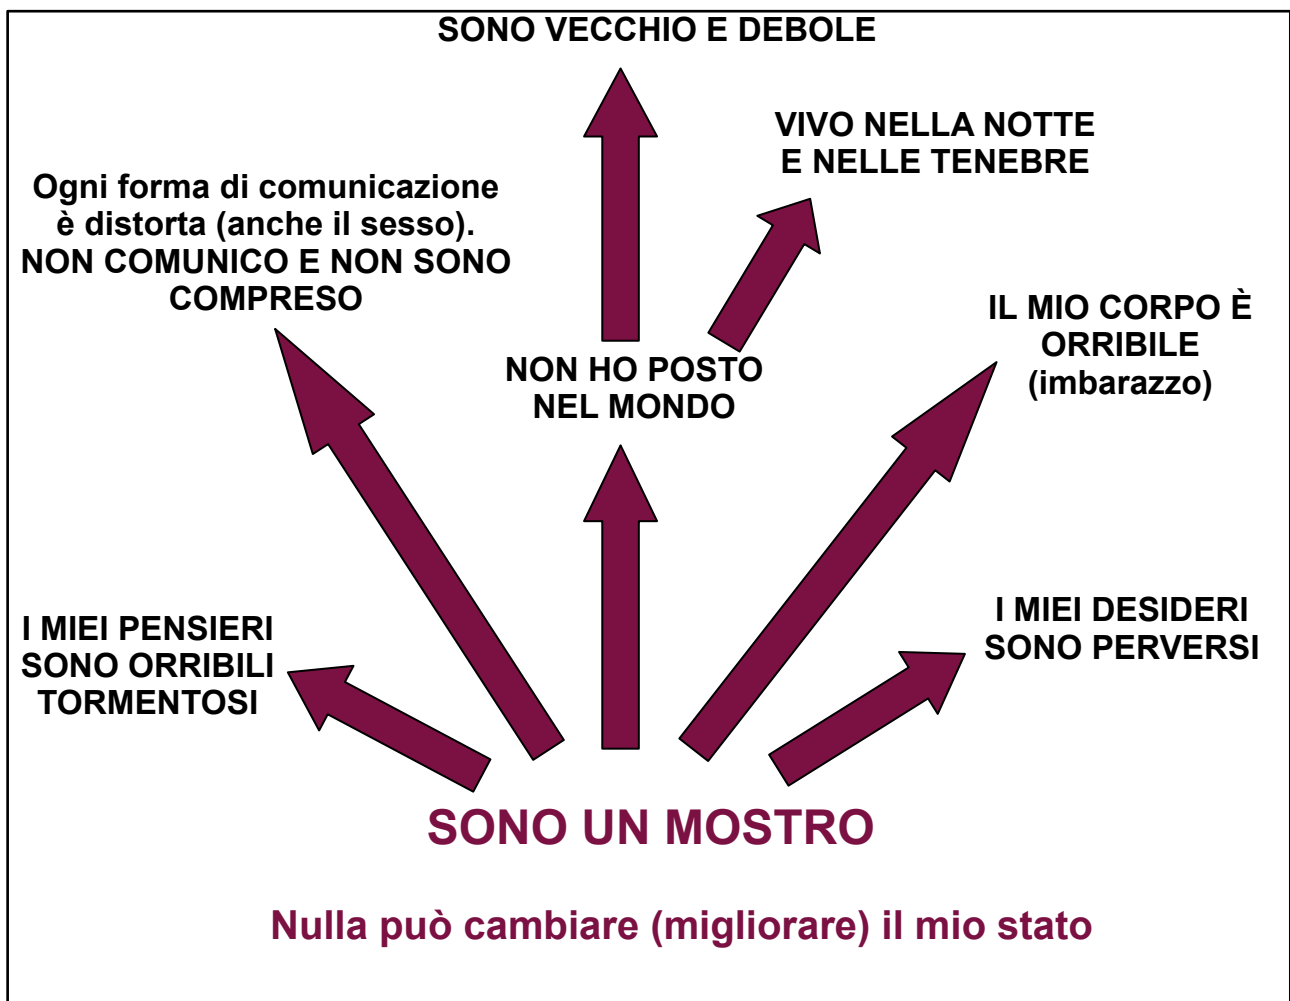 SONO VECCHIO E DEBOLE
VIVO NELLA NOTTE
E NELLE TENEBRE
Ogni forma di comunicazione
è distorta (anche il sesso).
NON COMUNICO E NON SONO
COMPRESO
IL MIO CORPO È
ORRIBILE
(imbarazzo)
NON HO POSTO
NEL MONDO
I MIEI PENSIERI
SONO ORRIBILI
TORMENTOSI
I MIEI DESIDERI
SONO PERVERSI
SONO UN MOSTRO
Nulla può cambiare (migliorare) il mio stato